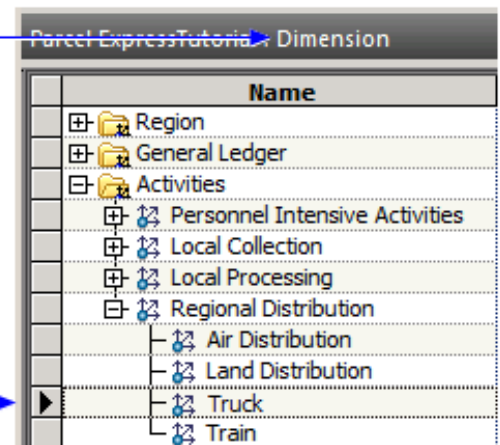 Parcel ExpressTutorial: Dimension
Name
Region
General Ledger
Activities
Personnel Intensive Activities
Local Collection
Local Processing
Regional Distribution
Air Distribution
Land Distribution
Truck
Train